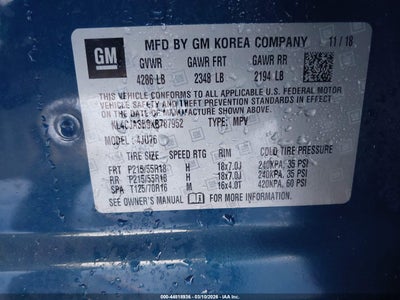 GM
MFD BY GM KOREA COMPANY 11/18
GVWR GAWR FRT GAWR RR
4286 LB 2348 LB 2194 LB
THIS VEHICLE CONFORMS TO ALL APPLICABLE U.S. FEDERAL MOTOR
VEHICLE SAFETY, BUMPER, AND THEFT PREVENTION STANDARDS IN
EFFECT ON THE DATE OF MANUFACTURE SHOWN ABOVE.
TYPE: MPV
MODEL: 4JU76
TIRE SIZE SPEED RTG RIM COLD TIRE PRESSURE
FRT P215/55R18 H 18x7.0J 240KPA, 35 PSI
RR P215/55R18 H 18x7.0J 240KPA, 35 PSI
SPA T125/70R16 M 16x4.0T 420KPA, 60 PSI
SEE OWNER'S MANUAL FOR MORE INFORMATION.
000-44818936 - 03/10/2026 - IAA